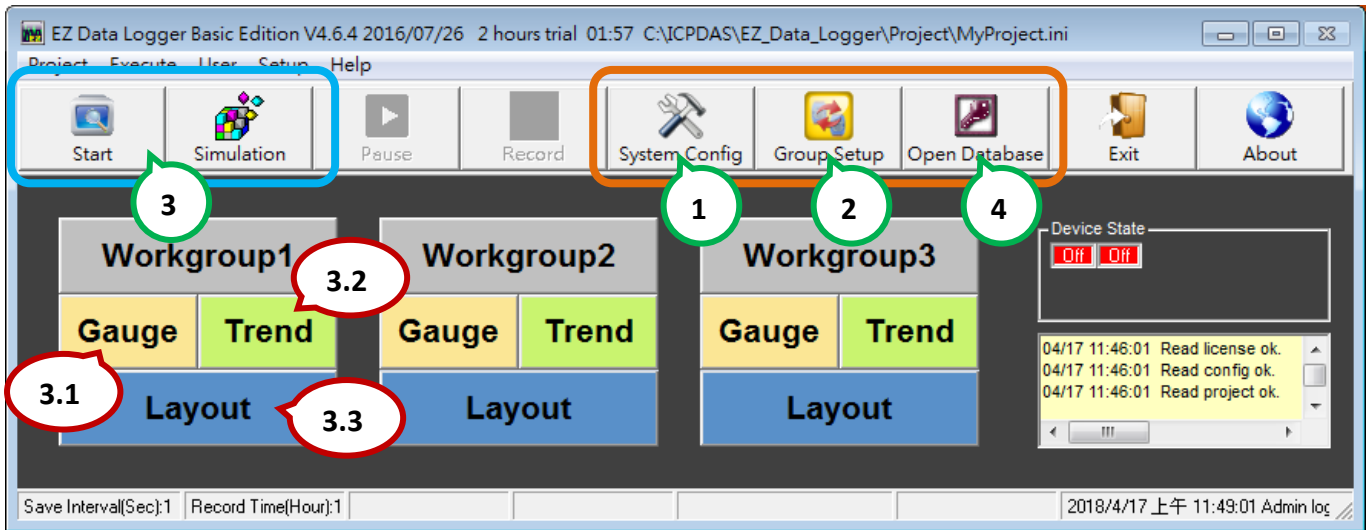 EZ Data Logger Basic Edition V4.6.4 2016/07/26 2 hours trial 01:57 C:\ICPDAS\EZ_Data_Logger\Project\MyProject.ini
Project Execute User Setup Help
Start Simulation Pause Record System Config Group Setup Open Database Exit About
3 1 2 4
Workgroup1 Workgroup2 Workgroup3
Device State
Off Off
3.2
Gauge Trend Gauge Trend Gauge Trend
04/17 11:46:01 Read license ok.
04/17 11:46:01 Read config ok.
04/17 11:46:01 Read project ok.
3.1
Layout Layout Layout
3.3
Save Interval(Sec):1 Record Time(Hour):1 2018/4/17 上午 11:49:01 Admin log